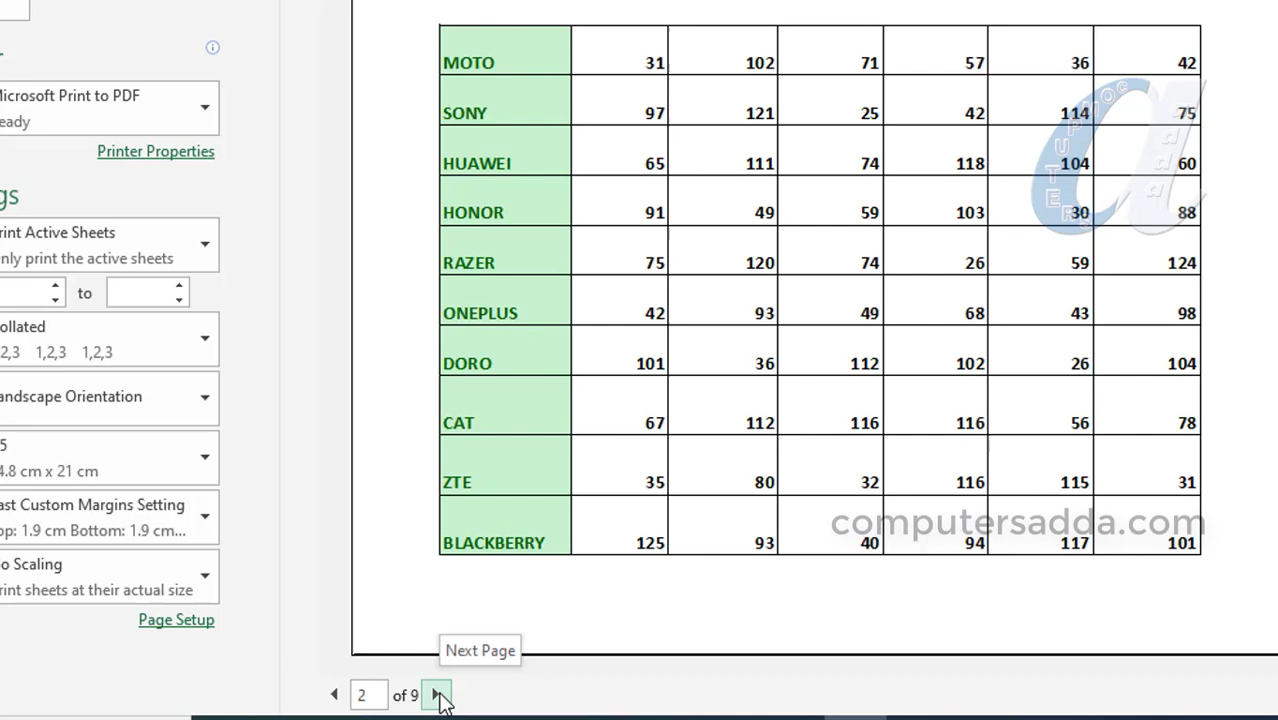 Microsoft Print to PDF
eady
Printer Properties
gs
rint Active Sheets
nly print the active sheets
to
ollated
2,3 1,2,3 1,2,3
andscape Orientation
5
4.8 cm x 21 cm
ast Custom Margins Setting
op: 1.9 cm Bottom: 1.9 cm...
o Scaling
rint sheets at their actual size
Page Setup
MOTO 31 102 71 57 36 42
SONY 97 121 25 42 114 75
HUAWEI 65 111 74 118 104 60
HONOR 91 49 59 103 30 88
RAZER 75 120 74 26 59 124
ONEPLUS 42 93 49 68 43 98
DORO 101 36 112 102 26 104
CAT 67 112 116 116 56 78
ZTE 35 80 32 116 115 31
BLACKBERRY 125 93 40 94 117 101
COMPUTERS
adda
computersadda.com
Next Page
2 of 9